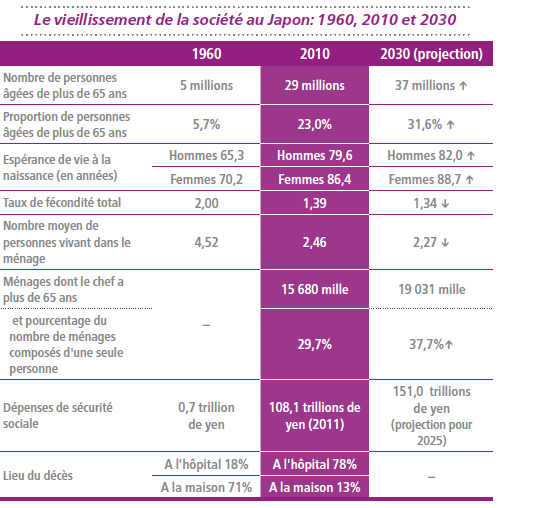 Le vieillissement de la société au Japon: 1960, 2010 et 2030
1960 2010 2030 (projection)
Nombre de personnes
âgées de plus de 65 ans
5 millions 29 millions 37 millions ↑
Proportion de personnes
âgées de plus de 65 ans
5,7% 23,0% 31,6% ↑
Espérance de vie à la
naissance (en années)
Hommes 65,3 Hommes 79,6 Hommes 82,0 ↑
Femmes 70,2 Femmes 86,4 Femmes 88,7 ↑
Taux de fécondité total 2,00 1,39 1,34 ↓
Nombre moyen de
personnes vivant dans le
ménage
4,52 2,46 2,27 ↓
Ménages dont le chef a
plus de 65 ans
15 680 mille 19 031 mille
et pourcentage du
nombre de ménages
composés d'une seule
personne
–
29,7% 37,7%↑
Dépenses de sécurité
sociale
0,7 trillion
de yen
108,1 trillions de
yen (2011)
151,0 trillions
de yen
(projection pour
2025)
Lieu du décès
A l'hôpital 18% A l'hôpital 78%
A la maison 71% A la maison 13%
–